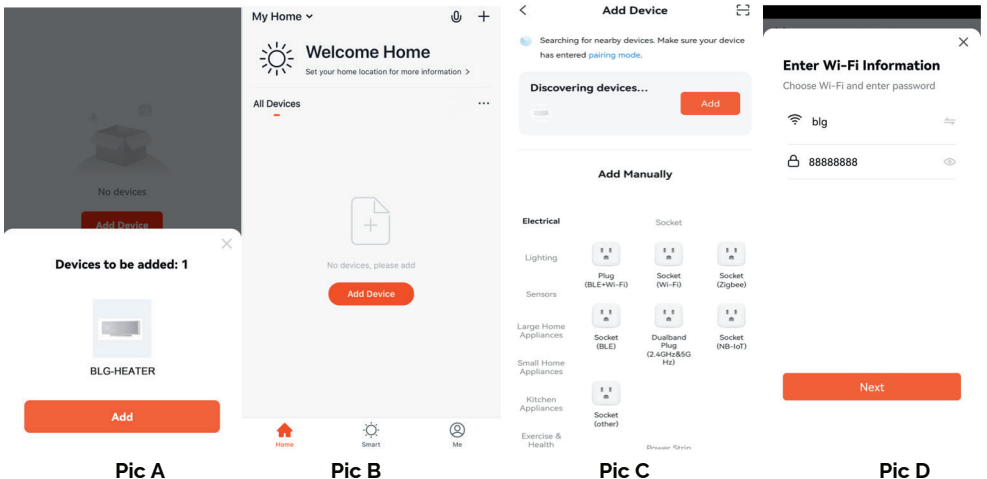 No devices
Add Device
Devices to be added: 1
BLG-HEATER
Add
Pic A
My Home
Welcome Home
Set your home location for more information >
All Devices
No devices, please add
Add Device
Home
Smart
Me
Pic B
Add Device
Searching for nearby devices. Make sure your device
has entered pairing mode.
Discovering devices...
Add
Add Manually
Electrical
Lighting
Sensors
Large Home
Appliances
Small Home
Appliances
Kitchen
Appliances
Exercise &
Health
Socket
Plug
(BLE+Wi-Fi)
Socket
(Wi-Fi)
Socket
(Zigbee)
Socket
(BLE)
Dualband
Plug
(2.4GHz&5G
Hz)
Socket
(NB-IoT)
Socket
(other)
Power Strip
Pic C
Enter Wi-Fi Information
Choose Wi-Fi and enter password
blg
88888888
Next
Pic D